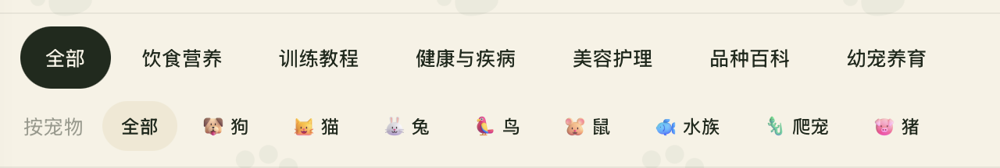 全部 饮食营养 训练教程 健康与疾病 美容护理 品种百科 幼宠养育
按宠物 全部 狗 猫 兔 鸟 鼠 水族 爬宠 猪